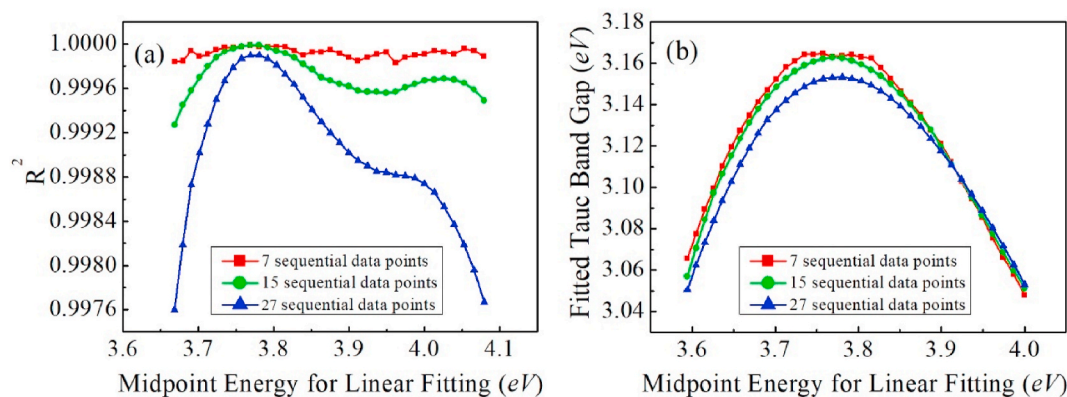 (a)
1.0000
0.9996
0.9992
0.9988
0.9984
0.9980
0.9976
R²
7 sequential data points
15 sequential data points
27 sequential data points
3.6 3.7 3.8 3.9 4.0 4.1
Midpoint Energy for Linear Fitting (eV)
(b)
3.18
3.16
3.14
3.12
3.10
3.08
3.06
3.04
Fitted Tauc Band Gap (eV)
7 sequential data points
15 sequential data points
27 sequential data points
3.6 3.7 3.8 3.9 4.0
Midpoint Energy for Linear Fitting (eV)